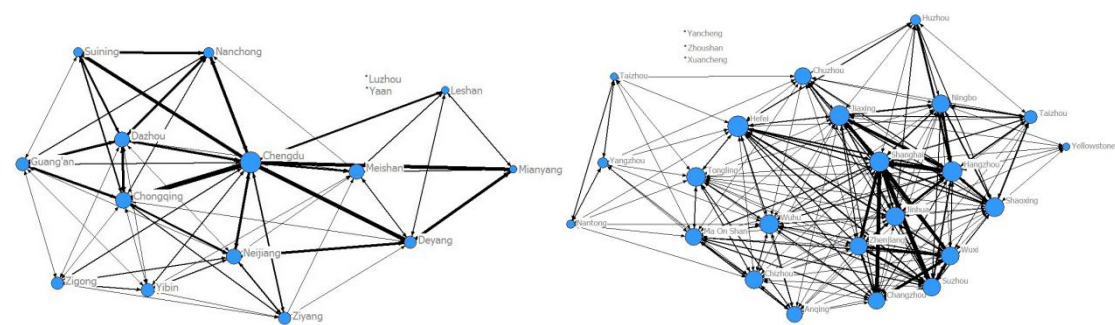 Suining
Nanchong
Luzhou
Yaan
Leshan
Dazhou
Guang'an
Chengdu
Meishan
Mianyang
Chongqing
Deyang
Neijiang
Zigong
Yibin
Ziyang
Huzhou
Yancheng
Zhoushan
Xuancheng
Taizhou
Chuzhou
Ningbo
Jiaxing
Taizhou
Hefei
Yellowstone
Yangzhou
Shanghai
Hangzhou
Tongling
Shaoxing
Jinhua
Nantong
Wuhu
Ma On Shan
Zhenjiang
Wuxi
Chizhou
Suzhou
Changzhou
Anqing